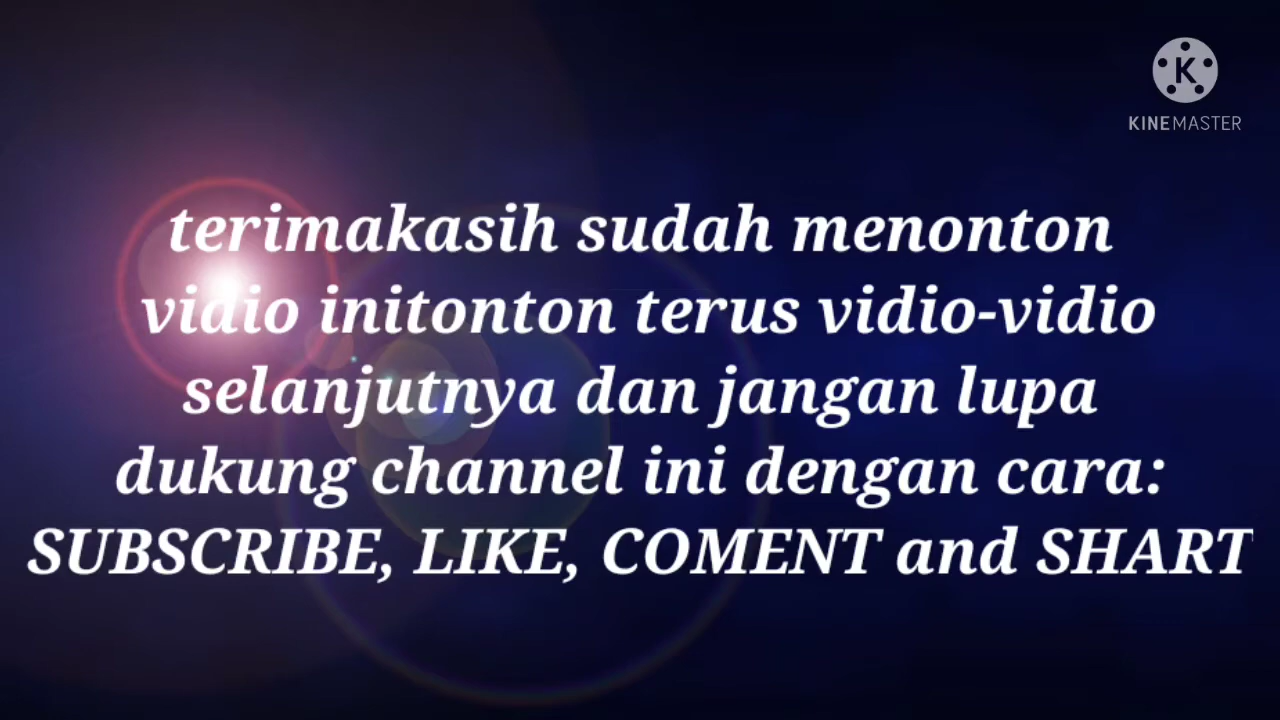 KINEMASTER
terimakasih sudah menonton
vidio initonton terus vidio-vidio
selanjutnya dan jangan lupa
dukung channel ini dengan cara:
SUBSCRIBE, LIKE, COMENT and SHART